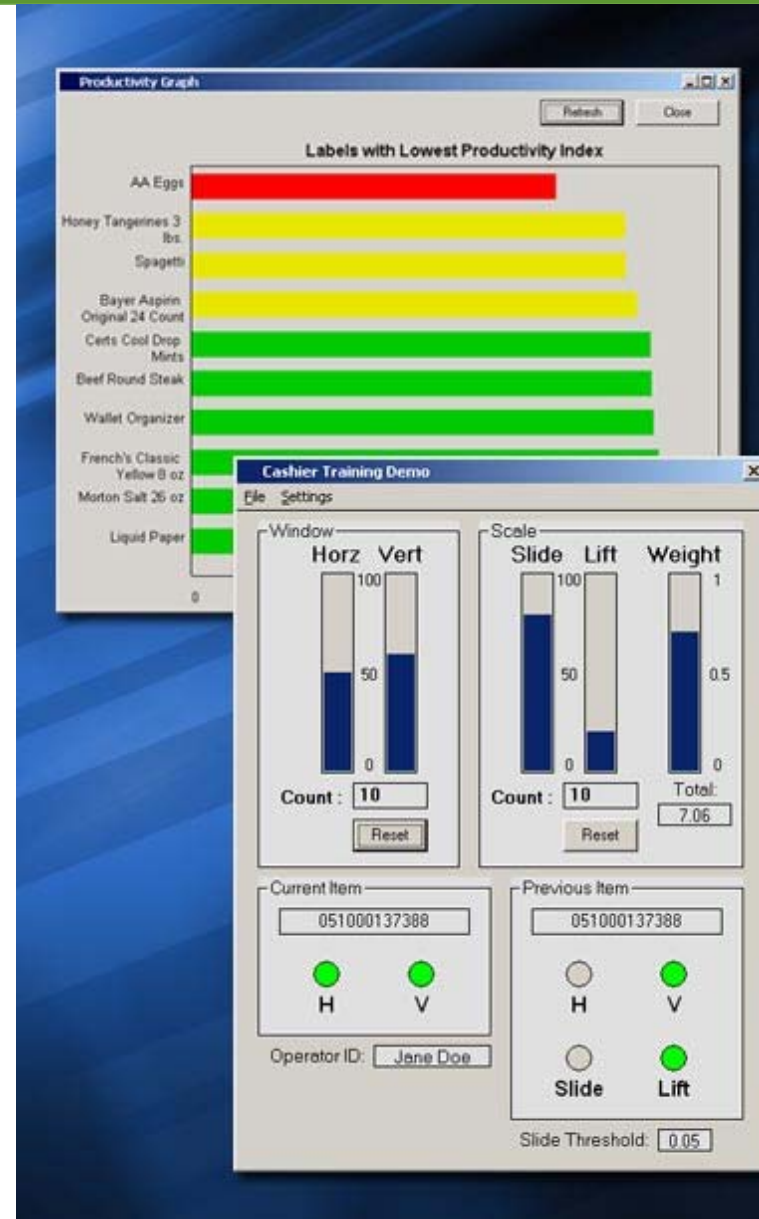 Productivity Graph
Refresh Close
Labels with Lowest Productivity Index
AA Eggs
Honey Tangerines 3
lbs.
Spagetti
Bayer Aspirin
Original 24 Count
Certs Cool Drop
Mints
Beef Round Steak
Wallet Organizer
French's Classic
Yellow 8 oz
Morton Salt 26 oz
Liquid Paper
0
Cashier Training Demo
File Settings
Window
Horz Vert
100
50
0
Count : 10
Reset
Scale
Slide Lift Weight
100 1
50 0.5
0 0
Count : 10
Total:
7.06
Reset
Current Item
051000137388
H V
Operator ID: Jane Doe
Previous Item
051000137388
H V
Slide Lift
Slide Threshold: 0.05